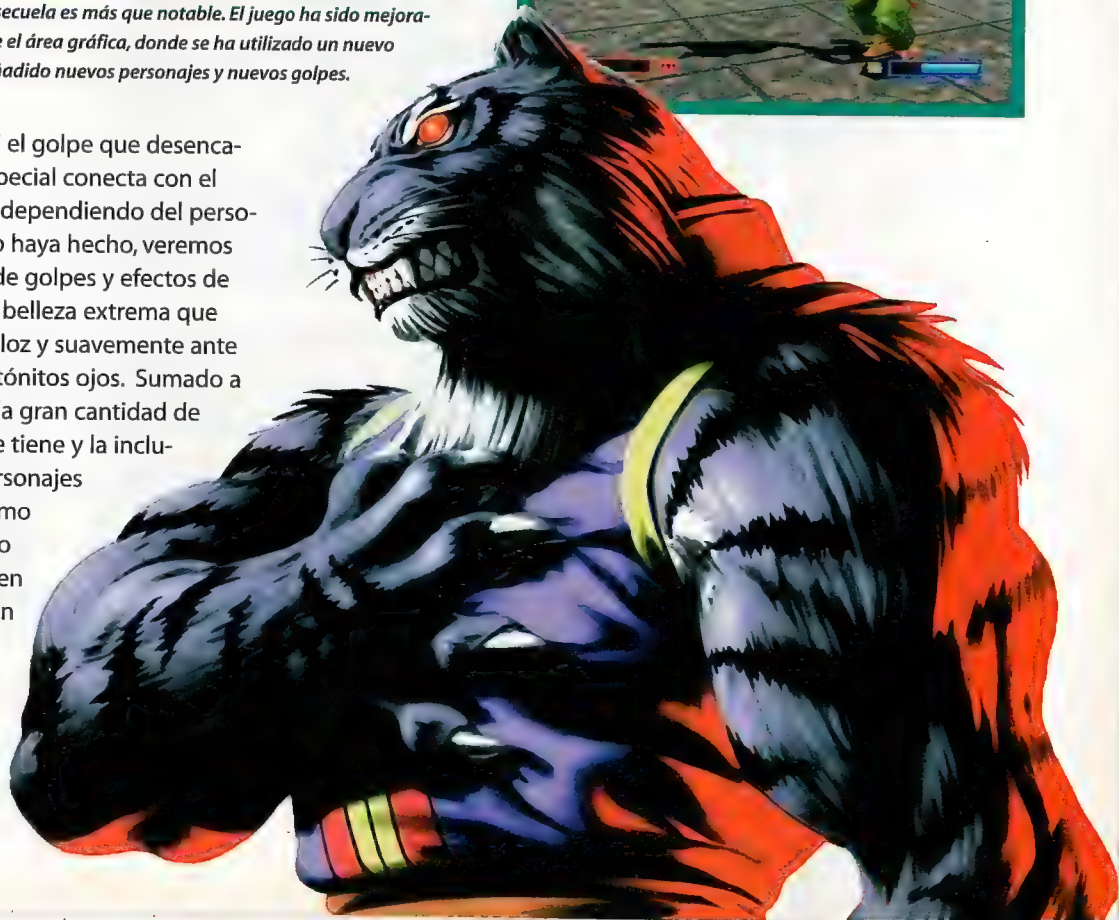 secuela es más que notable. El juego ha sido mejora-
e el área gráfica, donde se ha utilizado un nuevo
adido nuevos personajes y nuevos golpes.
el golpe que desenca-
pecial conecta con el
dependiendo del perso-
o haya hecho, veremos
de golpes y efectos de
belleza extrema que
loz y suavemente ante
tónitos ojos. Sumado a
a gran cantidad de
e tiene y la inclu-
rsonajes
mo
o
en
n